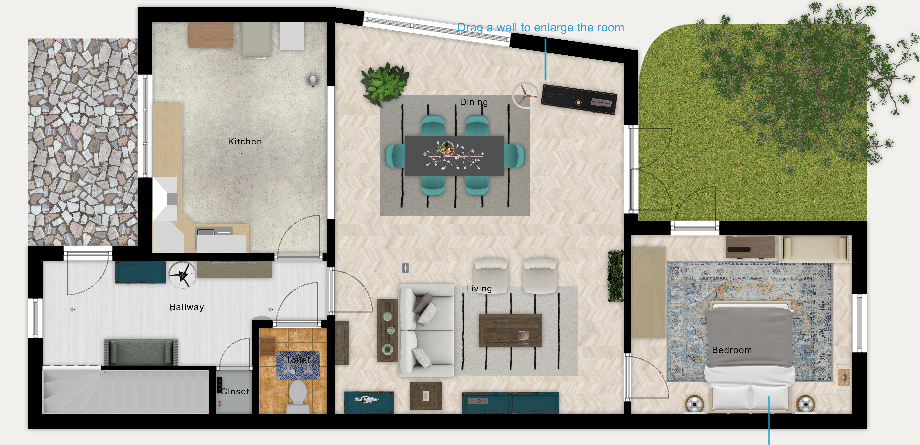 Drag a wall to enlarge the room
Dining
Kitchen
Living
Hallway
Bedroom
Toilet
Closet